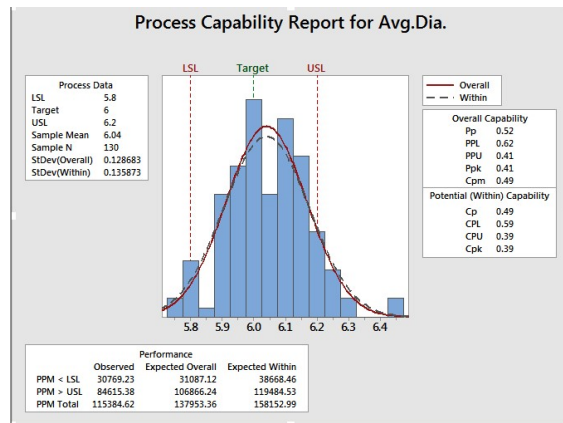 Process Capability Report for Avg.Dia.
LSL Target USL
Process Data
LSL 5.8
Target 6
USL 6.2
Sample Mean 6.04
Sample N 130
StDev(Overall) 0.128683
StDev(Within) 0.135873
Overall
Within
Overall Capability
Pp 0.52
PPL 0.62
PPU 0.41
Ppk 0.41
Cpm 0.49
Potential (Within) Capability
Cp 0.49
CPL 0.59
CPU 0.39
Cpk 0.39
5.8 5.9 6.0 6.1 6.2 6.3 6.4
Performance
Observed Expected Overall Expected Within
PPM < LSL 30769.23 31087.12 38668.46
PPM > USL 84615.38 106866.24 119484.53
PPM Total 115384.62 137953.36 158152.99